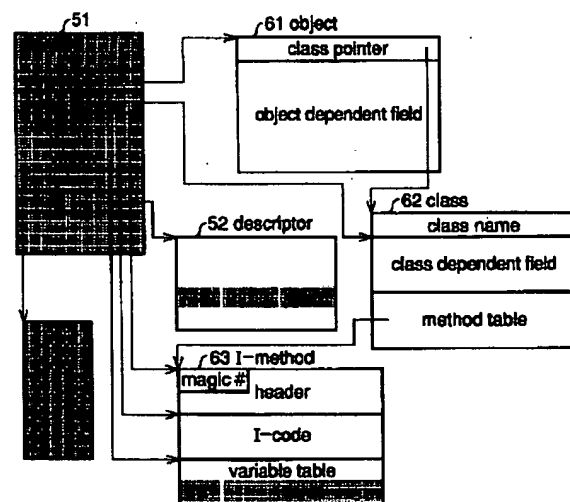 51
61 object
class pointer
object dependent field
62 class
class name
class dependent field
method table
52 descriptor
63 I-method
magic #
header
I-code
variable table